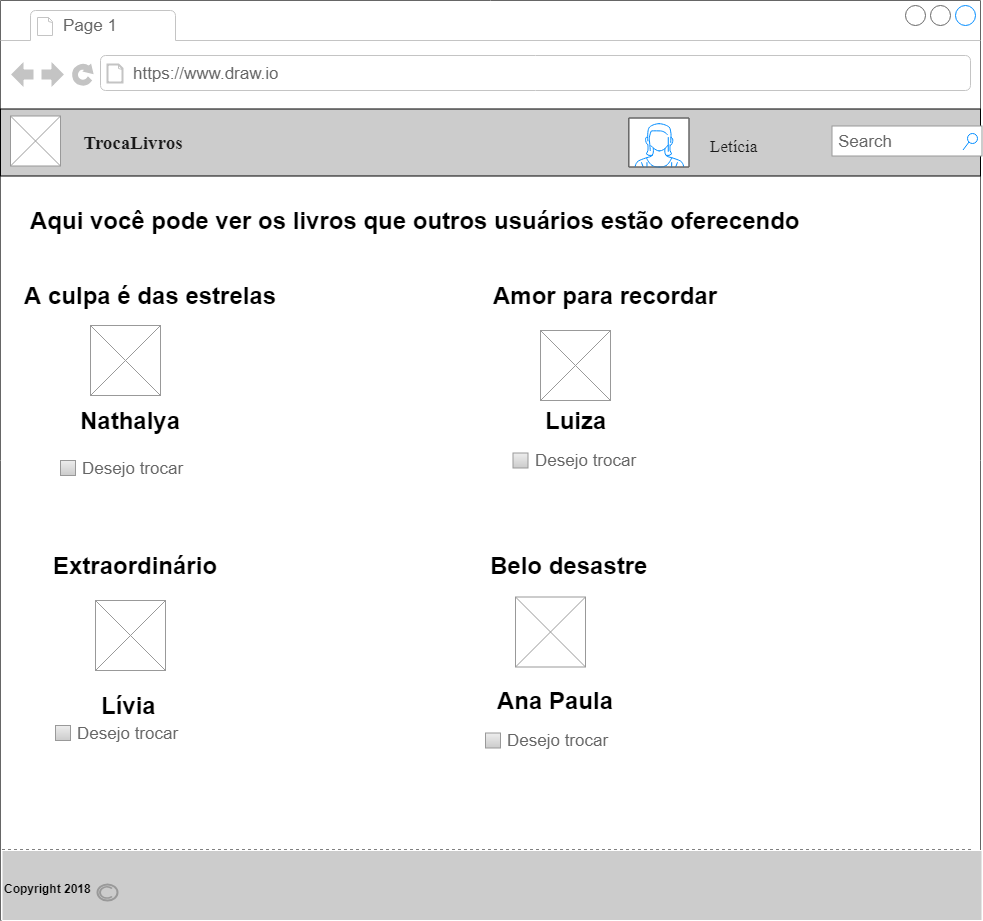 Page 1
https://www.draw.io
TrocaLivros
Letícia
Search
Aqui você pode ver os livros que outros usuários estão oferecendo
A culpa é das estrelas
Amor para recordar
Nathalya
Luiza
Desejo trocar
Desejo trocar
Extraordinário
Belo desastre
Lívia
Ana Paula
Desejo trocar
Desejo trocar
Copyright 2018